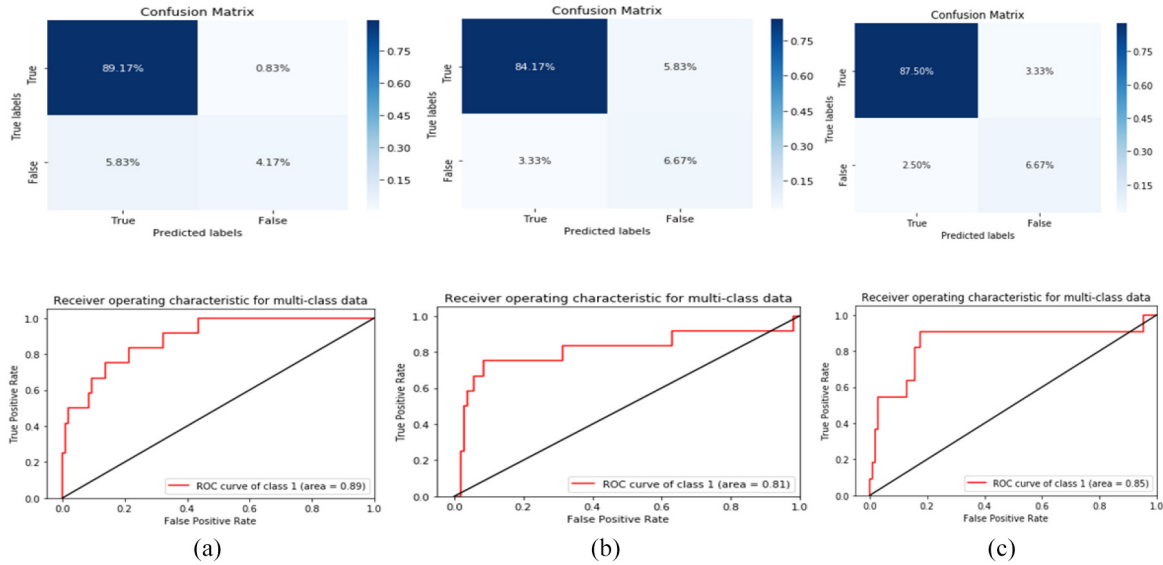 Confusion Matrix
True
89.17%
0.83%
0.75
0.60
0.45
0.30
0.15
True labels
False
5.83%
4.17%
True
False
Predicted labels
Confusion Matrix
True
84.17%
5.83%
0.75
0.60
0.45
0.30
0.15
True labels
False
3.33%
6.67%
True
False
Predicted labels
Confusion Matrix
True
87.50%
3.33%
0.75
0.60
0.45
0.30
0.15
True labels
False
2.50%
6.67%
True
False
Predicted labels
Receiver operating characteristic for multi-class data
1.0
0.8
0.6
0.4
0.2
0.0
True Positive Rate
ROC curve of class 1 (area = 0.89)
0.0
0.2
0.4
0.6
0.8
1.0
False Positive Rate
(a)
Receiver operating characteristic for multi-class data
1.0
0.8
0.6
0.4
0.2
0.0
True Positive Rate
ROC curve of class 1 (area = 0.81)
0.0
0.2
0.4
0.6
0.8
1.0
False Positive Rate
(b)
Receiver operating characteristic for multi-class data
1.0
0.8
0.6
0.4
0.2
0.0
True Positive Rate
ROC curve of class 1 (area = 0.85)
0.0
0.2
0.4
0.6
0.8
1.0
False Positive Rate
(c)